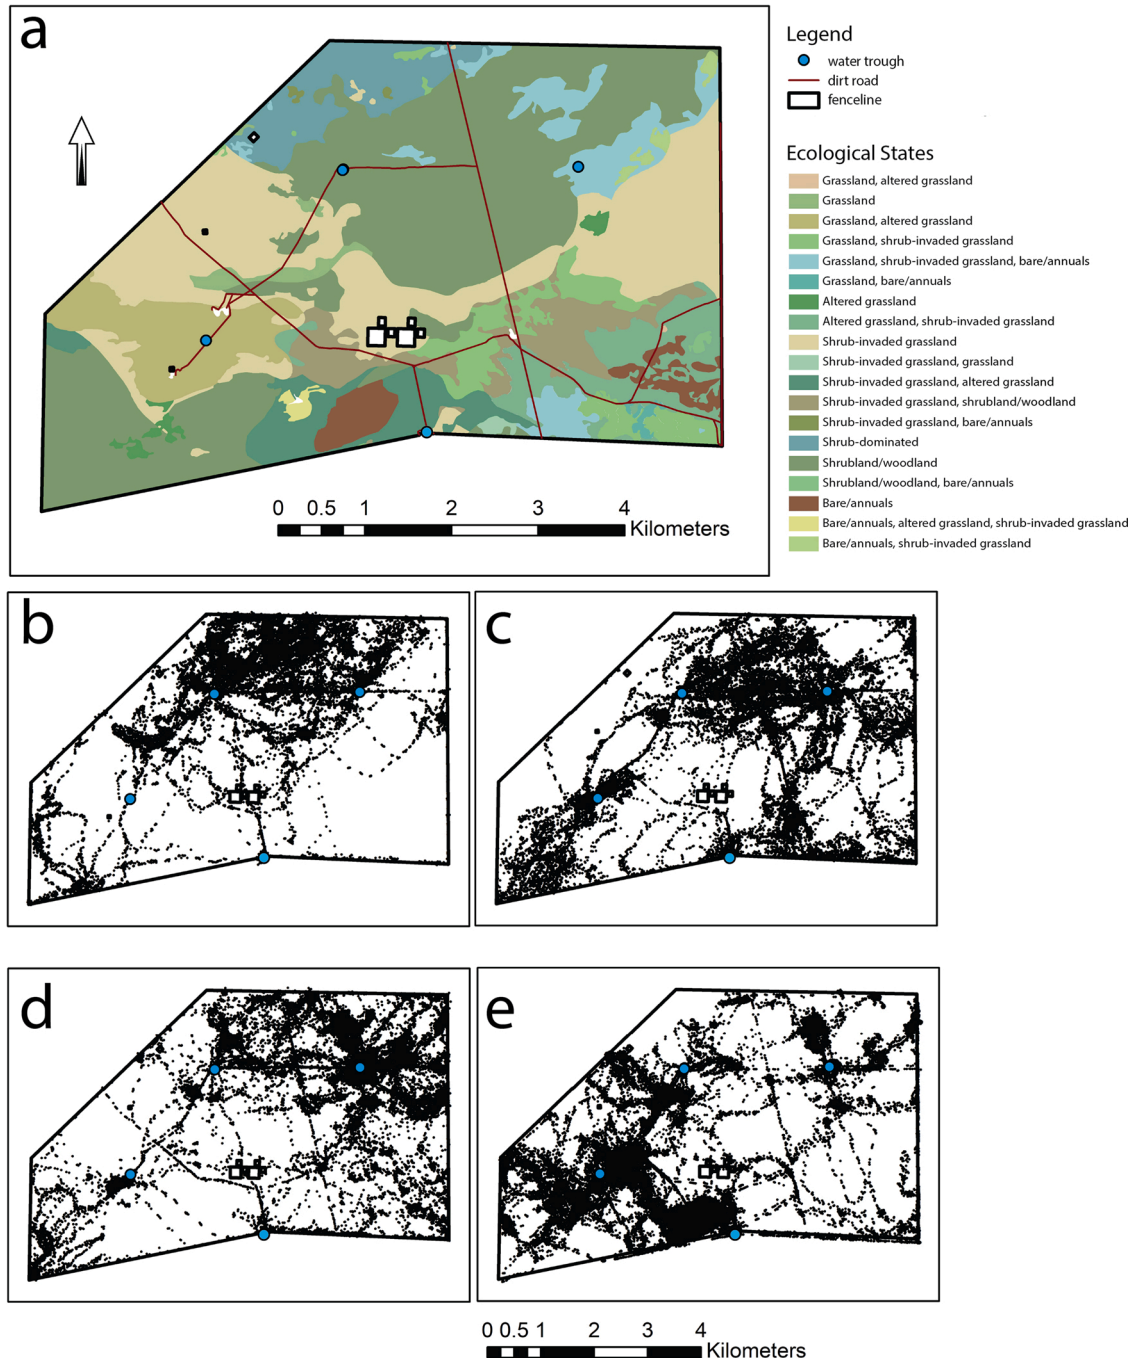 a
Legend
water trough
dirt road
fenceline
Ecological States
Grassland, altered grassland
Grassland
Grassland, altered grassland
Grassland, shrub-invaded grassland
Grassland, shrub-invaded grassland, bare/annuals
Grassland, bare/annuals
Altered grassland
Altered grassland, shrub-invaded grassland
Shrub-invaded grassland
Shrub-invaded grassland, grassland
Shrub-invaded grassland, altered grassland
Shrub-invaded grassland, shrubland/woodland
Shrub-invaded grassland, bare/annuals
Shrub-dominated
Shrubland/woodland
Shrubland/woodland, bare/annuals
Bare/annuals
Bare/annuals, altered grassland, shrub-invaded grassland
Bare/annuals, shrub-invaded grassland
0 0.5 1 2 3 4
Kilometers
b
c
d
e
0 0.5 1 2 3 4
Kilometers